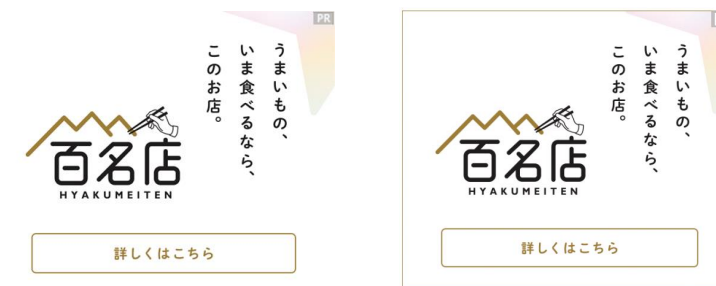 PR
うまいもの、
いま食べるなら、
このお店。
百名店
HYAKUMEITEN
詳しくはこちら
うまいもの、
いま食べるなら、
このお店。
百名店
HYAKUMEITEN
詳しくはこちら